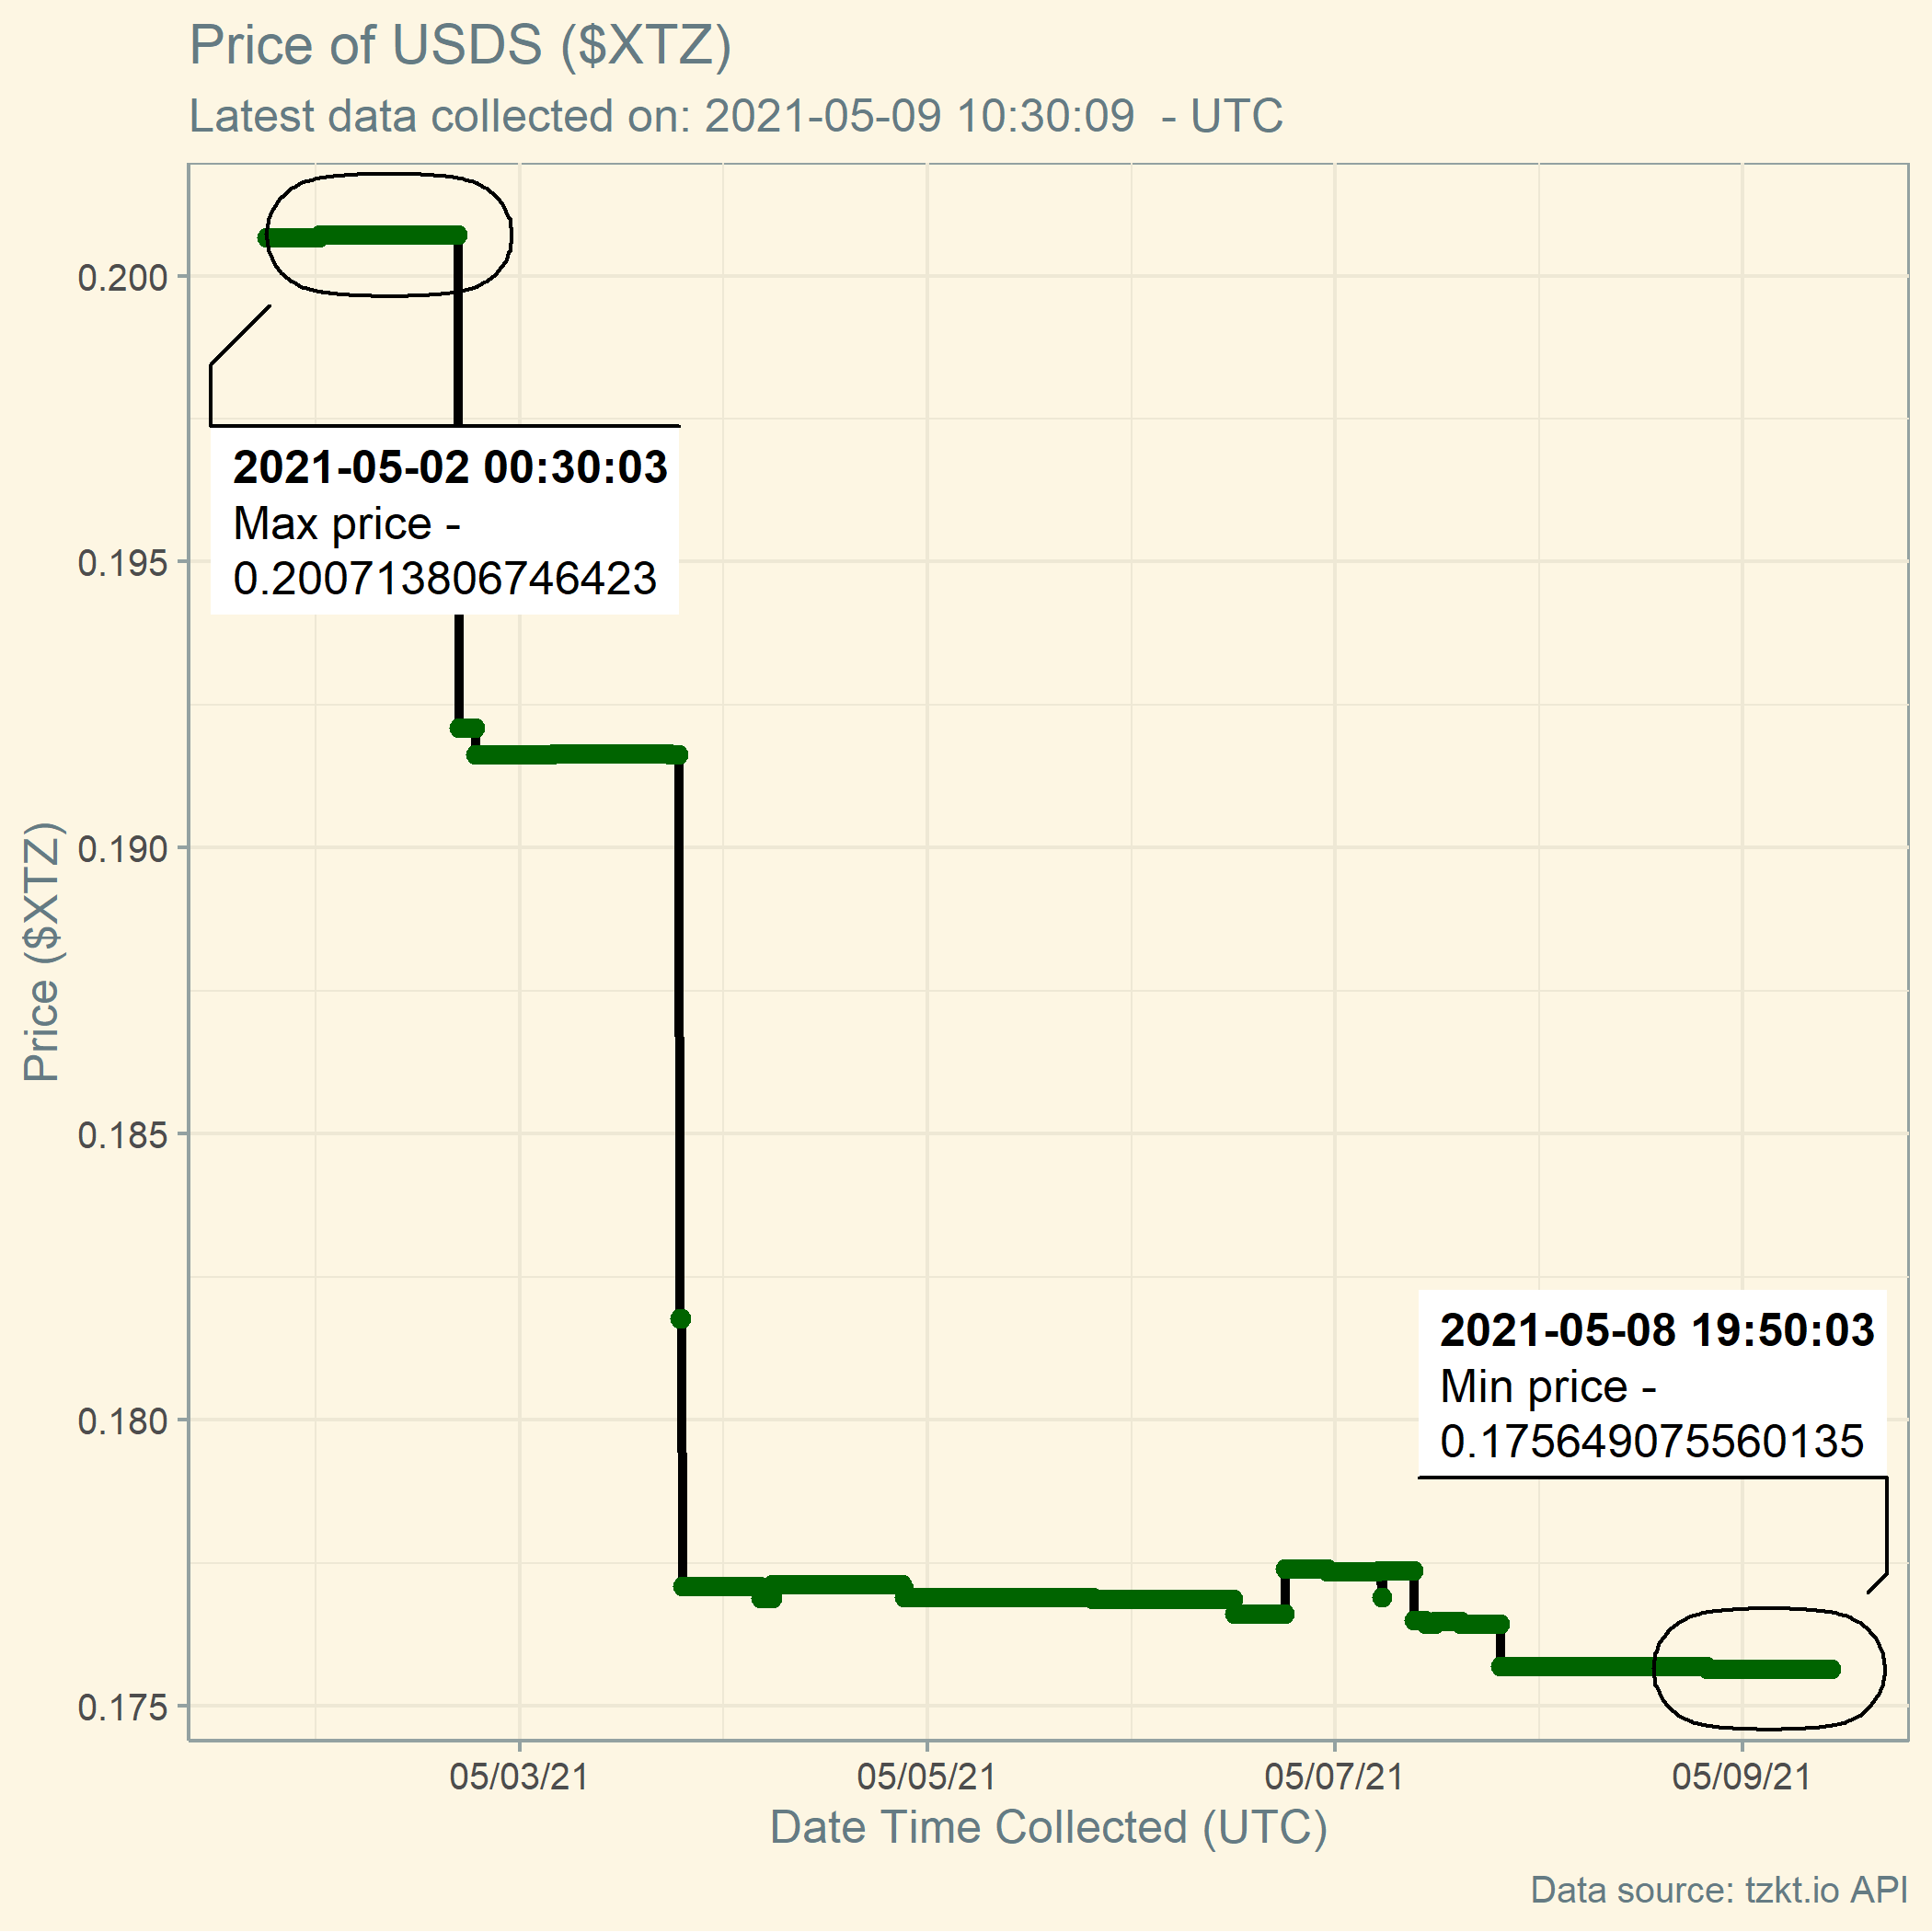 Price of USDS ($XTZ)
Latest data collected on: 2021-05-09 10:30:09  - UTC
0.200
0.195
0.190
0.185
0.180
0.175
Price ($XTZ)
2021-05-02 00:30:03
Max price -
0.200713806746423
2021-05-08 19:50:03
Min price -
0.175649075560135
05/03/21
05/05/21
05/07/21
05/09/21
Date Time Collected (UTC)
Data source: tzkt.io API